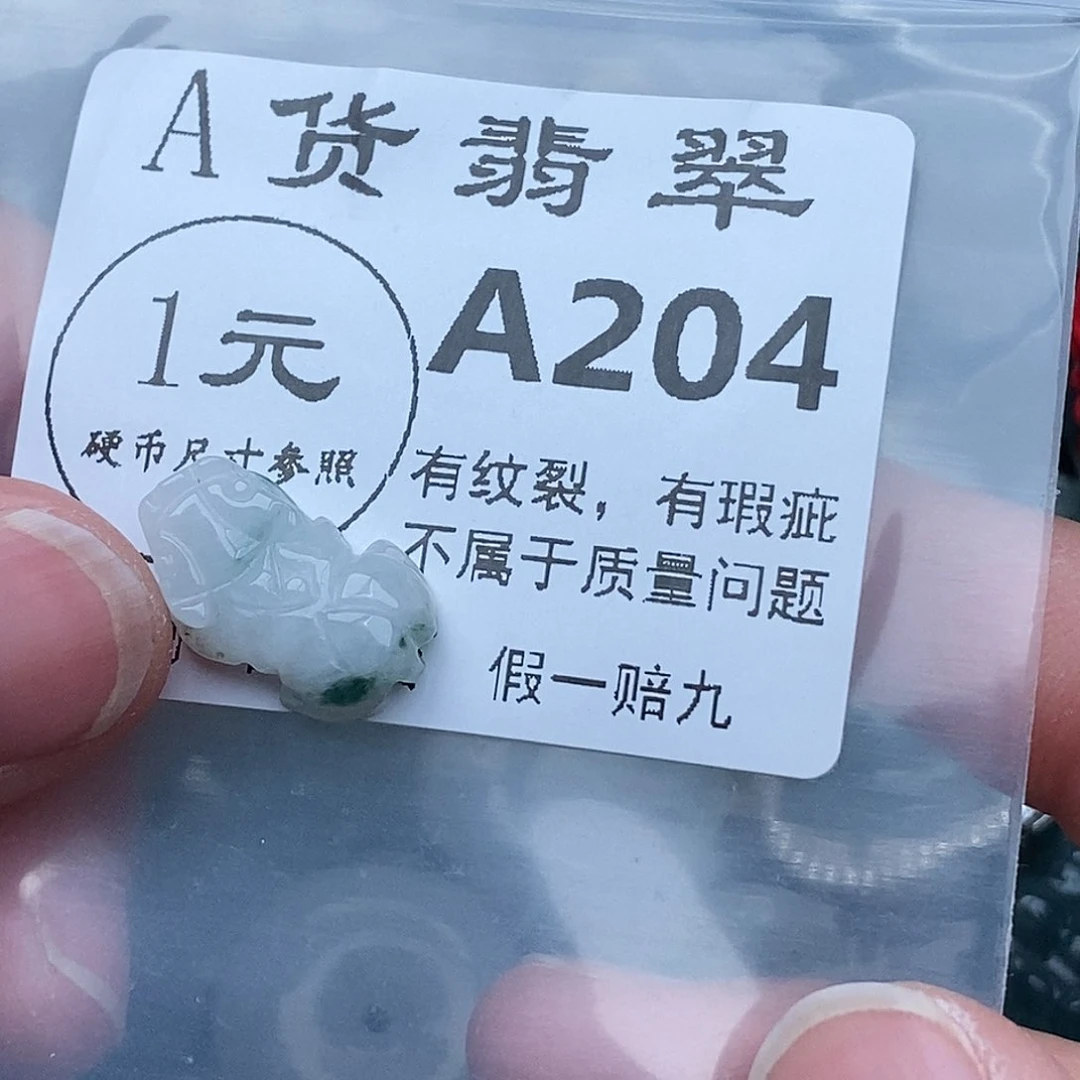 A货翡翠
1元
硬币尺寸参照
A204
有纹裂，有瑕疵
不属于质量问题
假一赔九